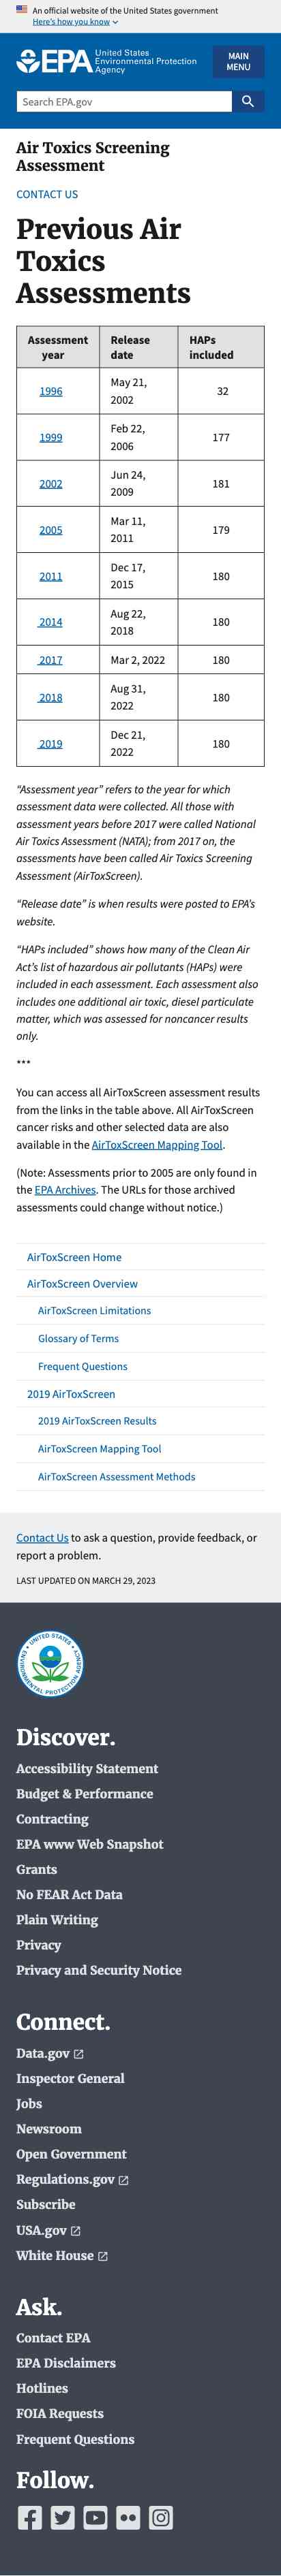 An official website of the United States government
Here's how you know
EPA United States
Environmental Protection
Agency
MAIN
MENU
Search EPA.gov
Air Toxics Screening
Assessment
CONTACT US
Previous Air
Toxics
Assessments
Assessment year Release date HAPs included
1996 May 21, 2002 32
1999 Feb 22, 2006 177
2002 Jun 24, 2009 181
2005 Mar 11, 2011 179
2011 Dec 17, 2015 180
2014 Aug 22, 2018 180
2017 Mar 2, 2022 180
2018 Aug 31, 2022 180
2019 Dec 21, 2022 180
“Assessment year” refers to the year for which
assessment data were collected. All those with
assessment years before 2017 were called National
Air Toxics Assessment (NATA); from 2017 on, the
assessments have been called Air Toxics Screening
Assessment (AirToxScreen).
“Release date” is when results were posted to EPA’s
website.
“HAPs included” shows how many of the Clean Air
Act’s list of hazardous air pollutants (HAPs) were
included in each assessment. Each assessment also
includes one additional air toxic, diesel particulate
matter, which was assessed for noncancer results
only.
***
You can access all AirToxScreen assessment results
from the links in the table above. All AirToxScreen
cancer risks and other selected data are also
available in the AirToxScreen Mapping Tool.
(Note: Assessments prior to 2005 are only found in
the EPA Archives. The URLs for those archived
assessments could change without notice.)
AirToxScreen Home
AirToxScreen Overview
AirToxScreen Limitations
Glossary of Terms
Frequent Questions
2019 AirToxScreen
2019 AirToxScreen Results
AirToxScreen Mapping Tool
AirToxScreen Assessment Methods
Contact Us to ask a question, provide feedback, or
report a problem.
LAST UPDATED ON MARCH 29, 2023
UNITED STATES ENVIRONMENTAL PROTECTION AGENCY
Discover.
Accessibility Statement
Budget & Performance
Contracting
EPA www Web Snapshot
Grants
No FEAR Act Data
Plain Writing
Privacy
Privacy and Security Notice
Connect.
Data.gov
Inspector General
Jobs
Newsroom
Open Government
Regulations.gov
Subscribe
USA.gov
White House
Ask.
Contact EPA
EPA Disclaimers
Hotlines
FOIA Requests
Frequent Questions
Follow.